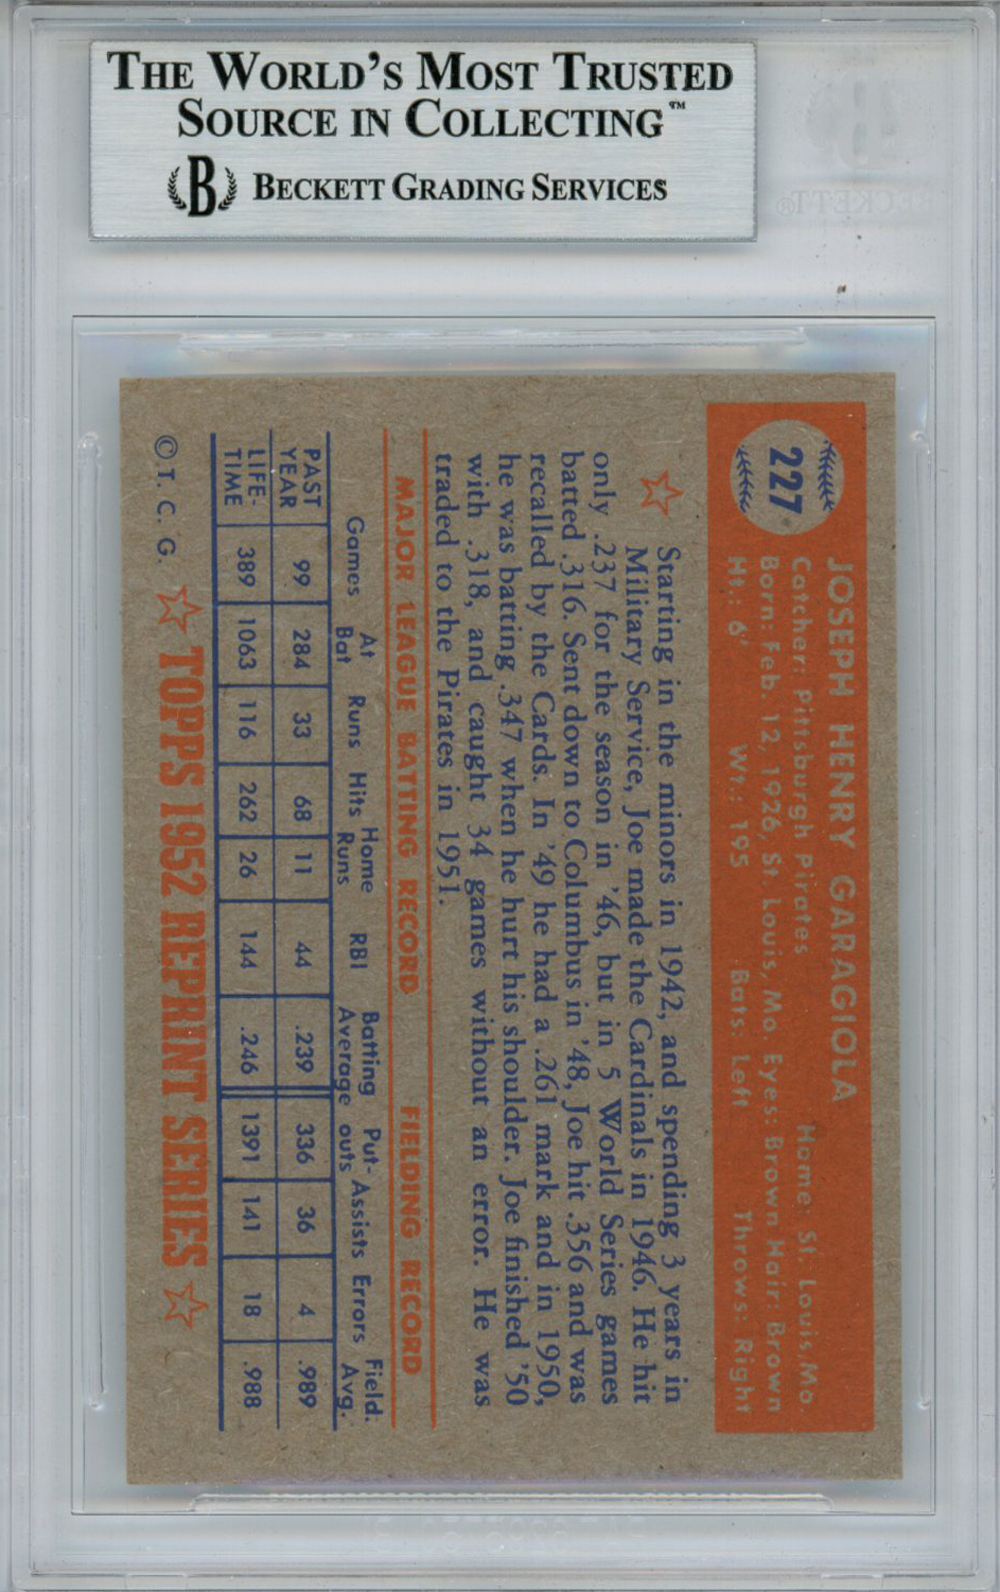 THE WORLD'S MOST TRUSTED
SOURCE IN COLLECTING™
B BECKETT GRADING SERVICES
BECKETT®
227
JOSEPH HENRY GARAGIOLA
Catcher: Pittsburgh Pirates Home: St. Louis, Mo.
Born: Feb. 12, 1926, St. Louis, Mo. Eyes: Brown Hair: Brown
Ht.: 6' Wt.: 195 Bats: Left Throws: Right
Starting in the minors in 1942, and spending 3 years in
Military Service, Joe made the Cardinals in 1946. He hit
only .237 for the season in '46, but in 5 World Series games
batted .316. Sent down to Columbus in '48, Joe hit .356 and was
recalled by the Cards. In '49 he had a .261 mark and in 1950,
he was batting .347 when he hurt his shoulder. Joe finished '50
with .318, and caught 34 games without an error. He was
traded to the Pirates in 1951.
MAJOR LEAGUE BATTING RECORD FIELDING RECORD
Games At Bat Runs Hits Home Runs RBI Batting Average Put-outs Assists Errors Field. Avg.
PAST YEAR 99 284 33 68 11 44 .239 336 36 4 .989
LIFE-TIME 389 1063 116 262 26 144 .246 1391 141 18 .988
©T. C. G. TOPPS 1952 REPRINT SERIES